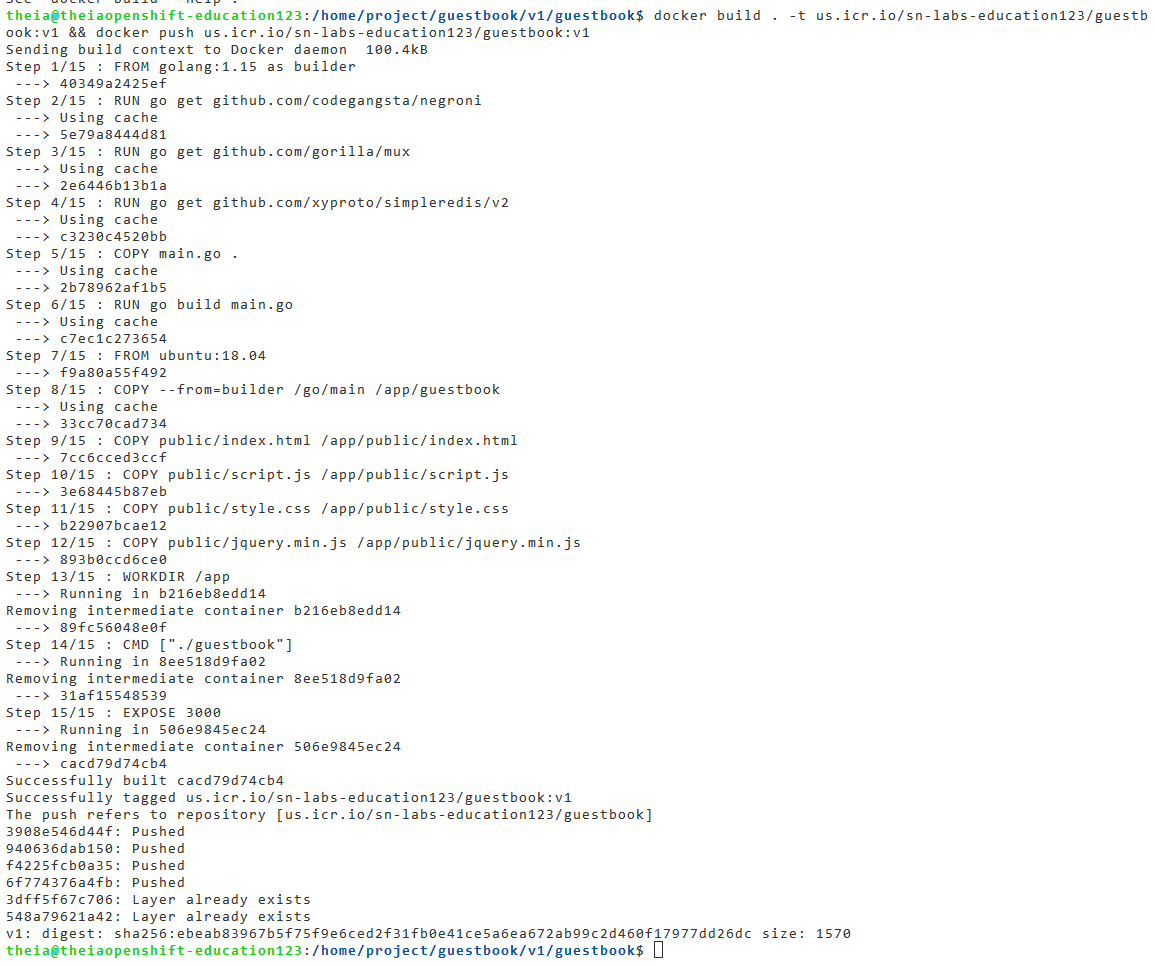 see 'docker build --help'.
theia@theiaopenshift-education123:/home/project/guestbook/v1/guestbook$ docker build . -t us.icr.io/sn-labs-education123/guestb
ook:v1 && docker push us.icr.io/sn-labs-education123/guestbook:v1
Sending build context to Docker daemon  100.4kB
Step 1/15 : FROM golang:1.15 as builder
 ---> 40349a2425ef
Step 2/15 : RUN go get github.com/codegangsta/negroni
 ---> Using cache
 ---> 5e79a8444d81
Step 3/15 : RUN go get github.com/gorilla/mux
 ---> Using cache
 ---> 2e6446b13b1a
Step 4/15 : RUN go get github.com/xyproto/simpleredis/v2
 ---> Using cache
 ---> c3230c4520bb
Step 5/15 : COPY main.go .
 ---> Using cache
 ---> 2b78962af1b5
Step 6/15 : RUN go build main.go
 ---> Using cache
 ---> c7ec1c273654
Step 7/15 : FROM ubuntu:18.04
 ---> f9a80a55f492
Step 8/15 : COPY --from=builder /go/main /app/guestbook
 ---> Using cache
 ---> 33cc70cad734
Step 9/15 : COPY public/index.html /app/public/index.html
 ---> 7cc6cced3ccf
Step 10/15 : COPY public/script.js /app/public/script.js
 ---> 3e68445b87eb
Step 11/15 : COPY public/style.css /app/public/style.css
 ---> b22907bcae12
Step 12/15 : COPY public/jquery.min.js /app/public/jquery.min.js
 ---> 893b0ccd6ce0
Step 13/15 : WORKDIR /app
 ---> Running in b216eb8edd14
Removing intermediate container b216eb8edd14
 ---> 89fc56048e0f
Step 14/15 : CMD ["./guestbook"]
 ---> Running in 8ee518d9fa02
Removing intermediate container 8ee518d9fa02
 ---> 31af15548539
Step 15/15 : EXPOSE 3000
 ---> Running in 506e9845ec24
Removing intermediate container 506e9845ec24
 ---> cacd79d74cb4
Successfully built cacd79d74cb4
Successfully tagged us.icr.io/sn-labs-education123/guestbook:v1
The push refers to repository [us.icr.io/sn-labs-education123/guestbook]
3908e546d44f: Pushed
940636dab150: Pushed
f4225fcb0a35: Pushed
6f774376a4fb: Pushed
3dff5f67c706: Layer already exists
548a79621a42: Layer already exists
v1: digest: sha256:ebeab83967b5f75f9e6ced2f31fb0e41ce5a6ea672ab99c2d460f17977dd26dc size: 1570
theia@theiaopenshift-education123:/home/project/guestbook/v1/guestbook$